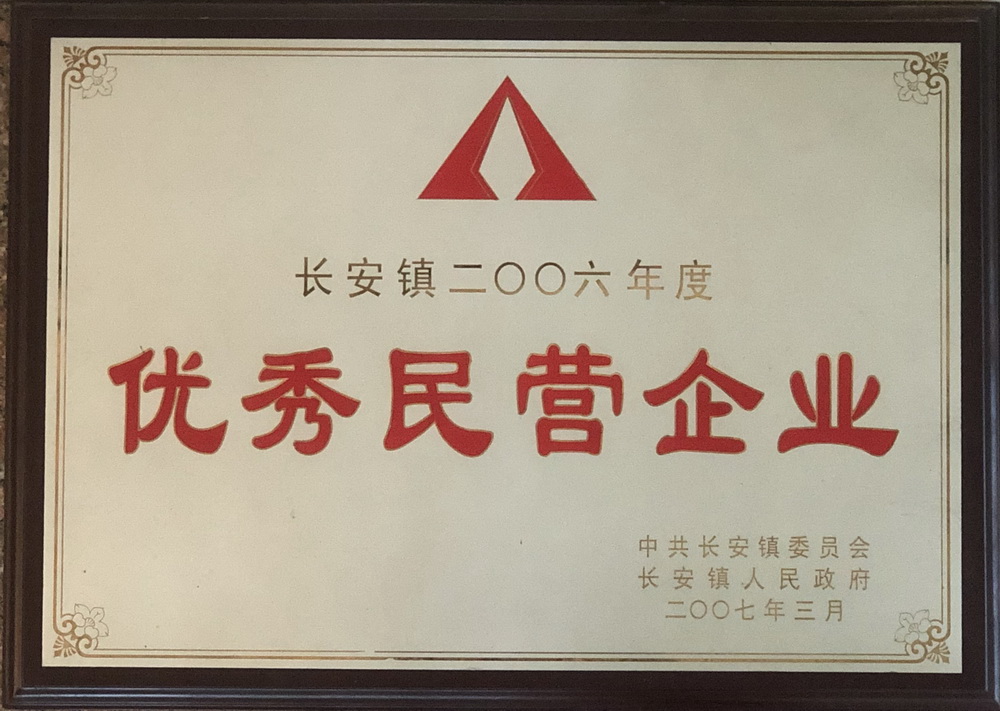 长安镇二〇〇六年度
优秀民营企业
中共长安镇委员会
长安镇人民政府
二〇〇七年三月